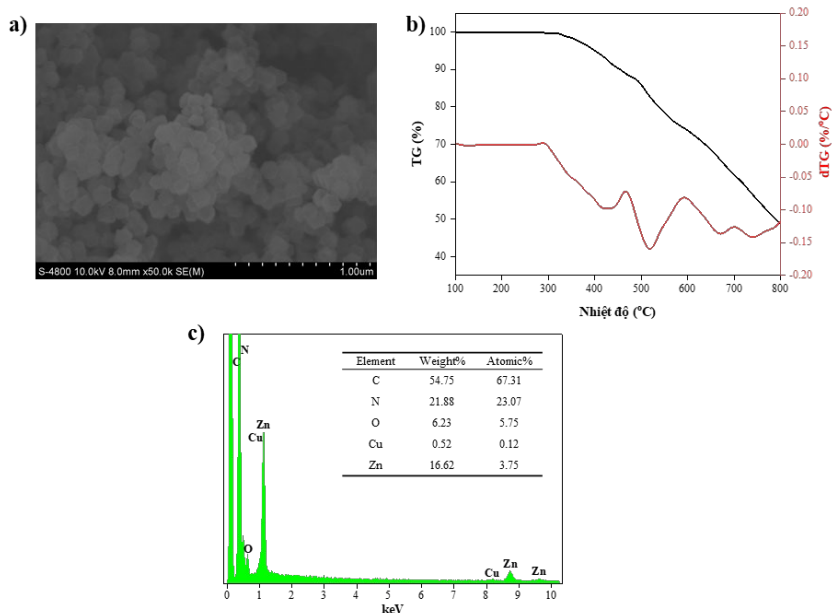 a)
S-4800 10.0kV 8.0mm x50.0k SE(M)
1.00um
b)
TG (%)
100
90
80
70
60
50
40
0.20
0.15
0.10
0.05
0.00
-0.05
-0.10
-0.15
-0.20
dTG (%/°C)
100 200 300 400 500 600 700 800
Nhiệt độ (°C)
c)
N
C
O
Zn
Cu
Cu
Zn
Zn
Element Weight% Atomic%
C 54.75 67.31
N 21.88 23.07
O 6.23 5.75
Cu 0.52 0.12
Zn 16.62 3.75
0 1 2 3 4 5 6 7 8 9 10
keV